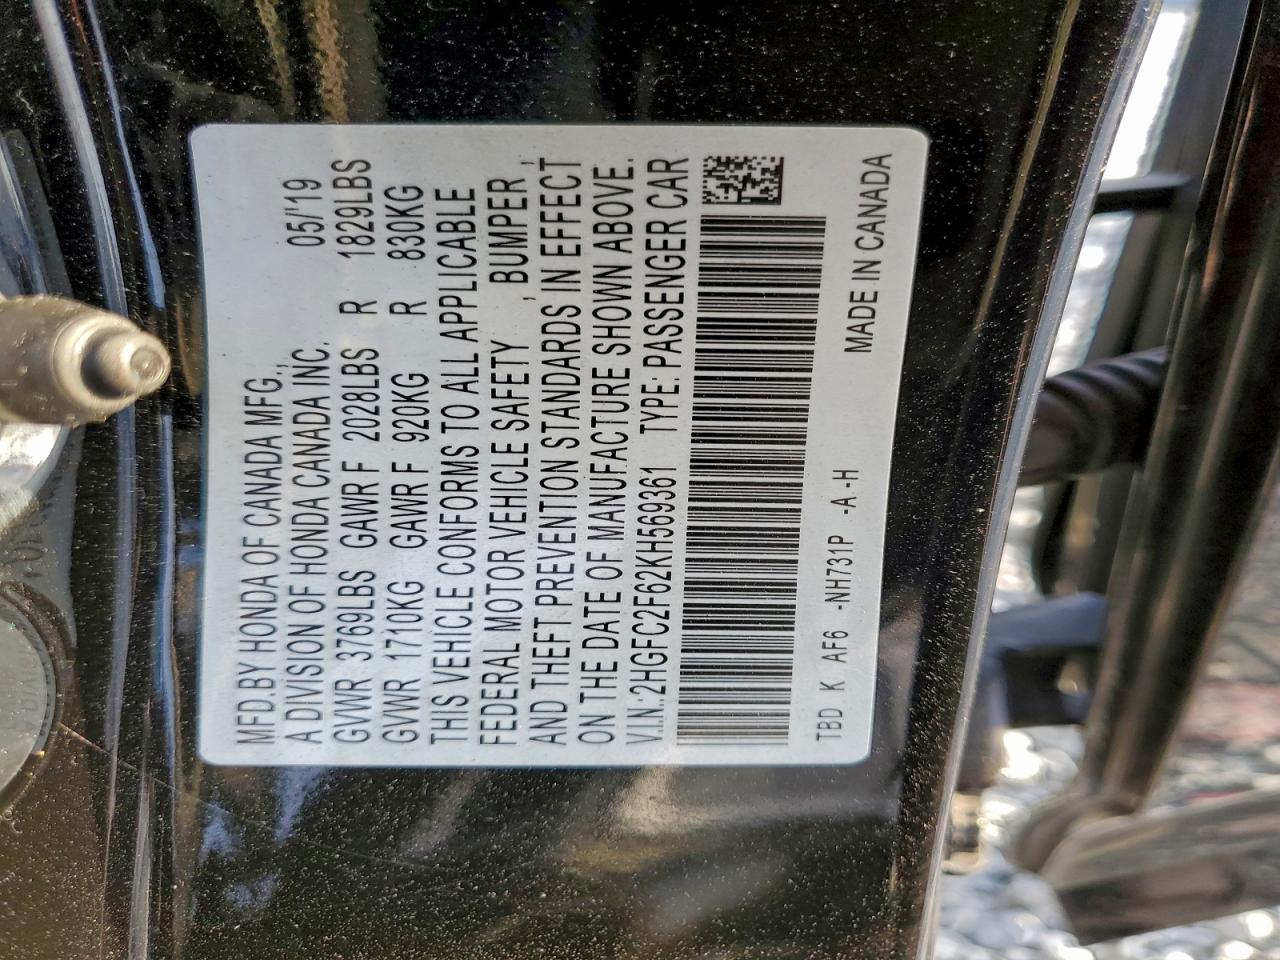 MFD.BY HONDA OF CANADA MFG.,
A DIVISION OF HONDA CANADA INC. 05/'19
GVWR 3769LBS GAWR F 2028LBS R 1829LBS
GVWR 1710KG GAWR F 920KG R 830KG
THIS VEHICLE CONFORMS TO ALL APPLICABLE
FEDERAL MOTOR VEHICLE SAFETY , BUMPER ,
AND THEFT PREVENTION STANDARDS IN EFFECT
ON THE DATE OF MANUFACTURE SHOWN ABOVE.
V.I.N.:2HGFC2F62KH569361 TYPE: PASSENGER CAR
TBD K AF6 -NH731P -A -H MADE IN CANADA